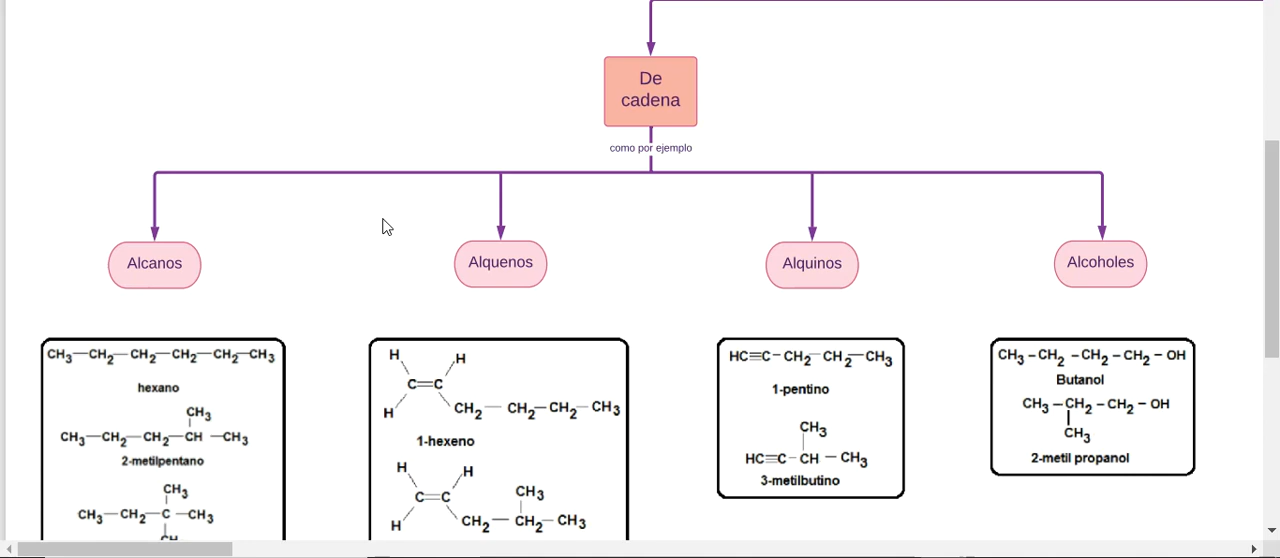 De
cadena
como por ejemplo
Alcanos
Alquenos
Alquinos
Alcoholes
CH3—CH2—CH2—CH2—CH2—CH3
hexano
CH3
CH3—CH2—CH2—CH—CH3
2-metilpentano
CH3
CH3—CH2—C—CH3
CH
H
H
C=C
H
CH2—CH2—CH2—CH3
1-hexeno
H
H
C=C
CH3
H
CH2—CH2—CH3
HC≡C-CH2-CH2-CH3
1-pentino
CH3
HC≡C-CH-CH3
3-metilbutino
CH3-CH2-CH2-CH2-OH
Butanol
CH3-CH2-CH2-OH
CH3
2-metil propanol